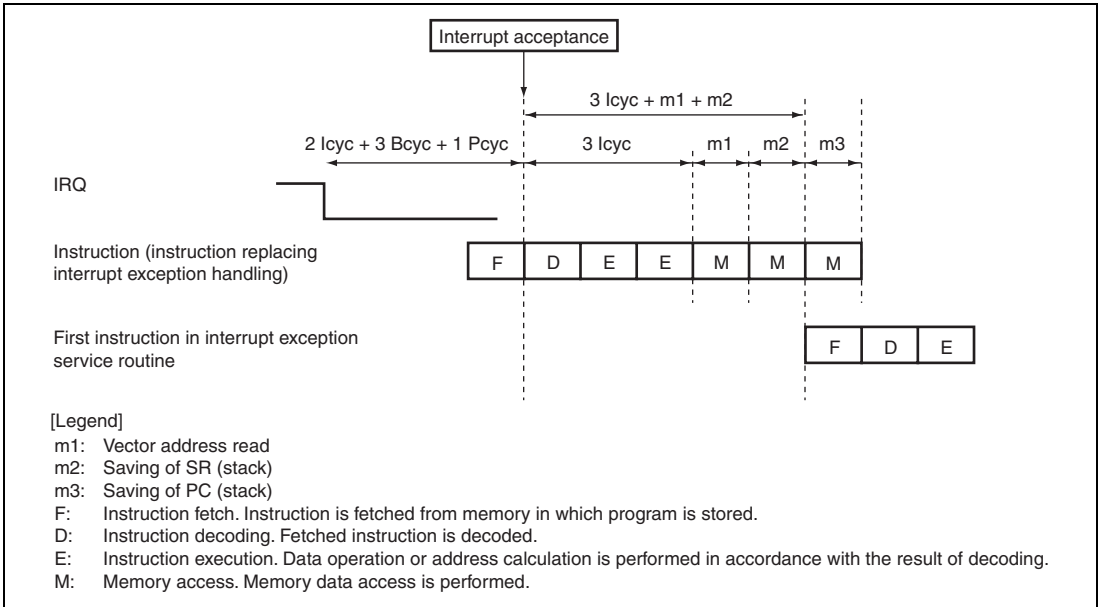 Interrupt acceptance
3 Icyc + m1 + m2
2 Icyc + 3 Bcyc + 1 Pcyc
3 Icyc
m1
m2
m3
IRQ
Instruction (instruction replacing
interrupt exception handling)
F D E E M M M
First instruction in interrupt exception
service routine
F D E
[Legend]
m1: Vector address read
m2: Saving of SR (stack)
m3: Saving of PC (stack)
F: Instruction fetch. Instruction is fetched from memory in which program is stored.
D: Instruction decoding. Fetched instruction is decoded.
E: Instruction execution. Data operation or address calculation is performed in accordance with the result of decoding.
M: Memory access. Memory data access is performed.